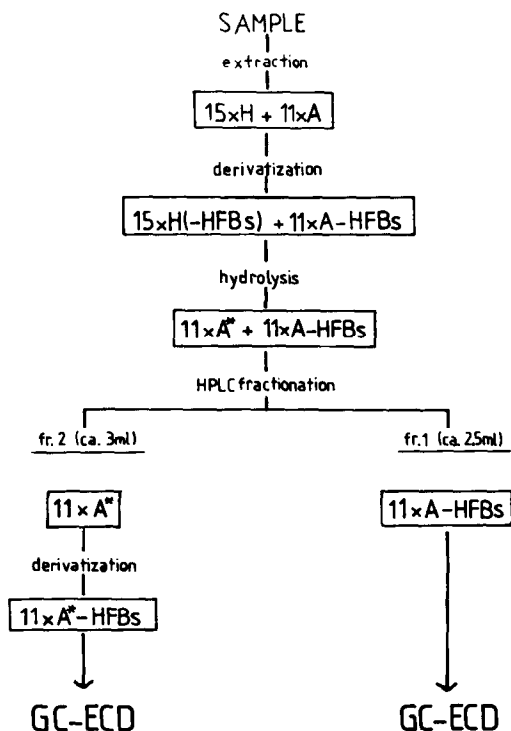 SAMPLE
extraction
15×H + 11×A
derivatization
15×H(-HFBs) + 11×A-HFBs
hydrolysis
11×A* + 11×A-HFBs
HPLC fractionation
fr. 2 (ca. 3ml)
fr.1 (ca. 2.5ml)
11 × A*
11×A-HFBs
derivatization
11×A*-HFBs
GC-ECD
GC-ECD